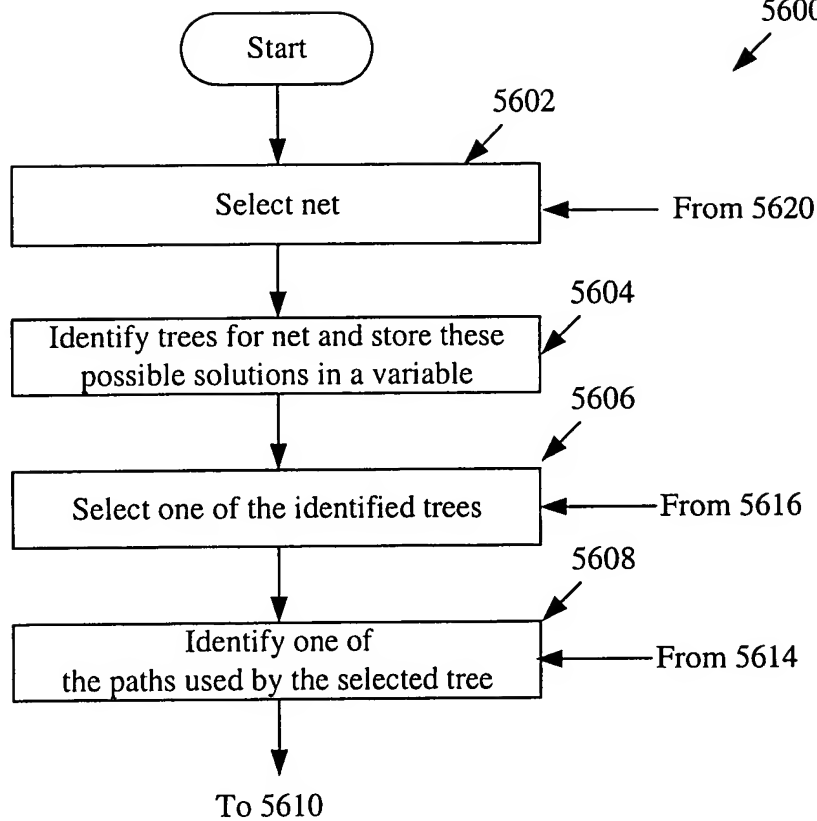 5600
Start
5602
Select net
From 5620
5604
Identify trees for net and store these
possible solutions in a variable
5606
Select one of the identified trees
From 5616
5608
Identify one of
the paths used by the selected tree
From 5614
To 5610